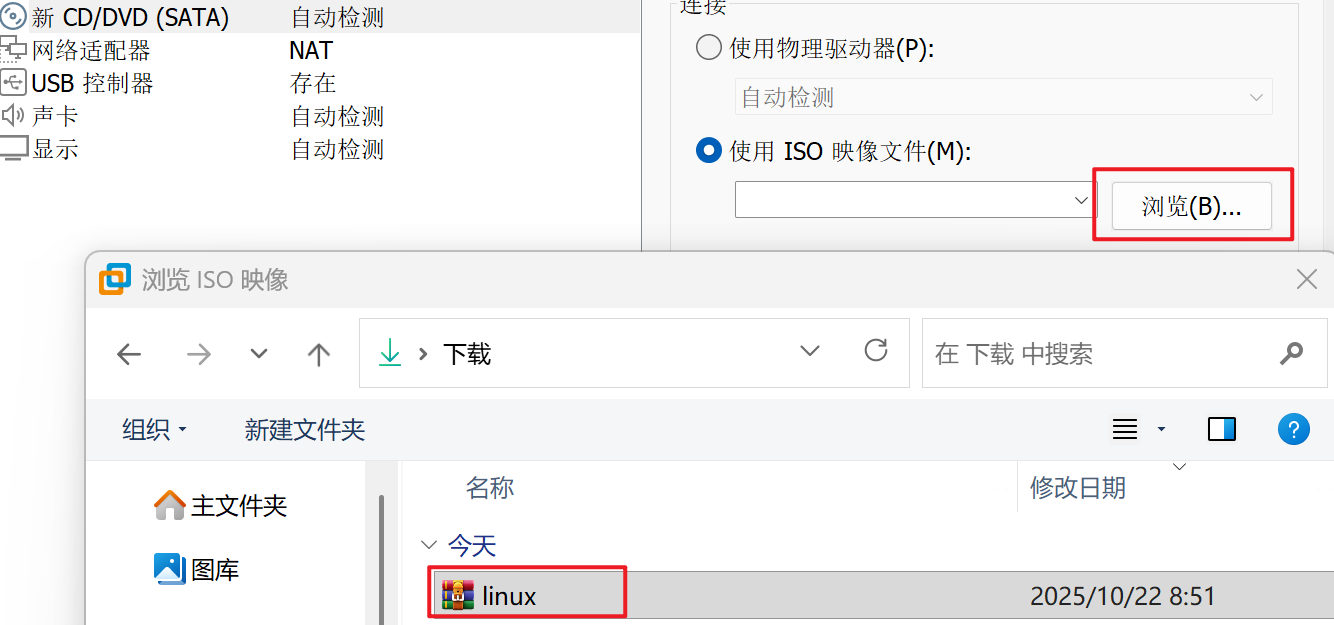 新 CD/DVD (SATA) 自动检测
网络适配器 NAT
USB 控制器 存在
声卡 自动检测
显示 自动检测
连接
使用物理驱动器(P):
自动检测
使用 ISO 映像文件(M):
浏览(B)...
浏览 ISO 映像
下载
在 下载 中搜索
组织
新建文件夹
主文件夹
图库
名称 修改日期
今天
linux 2025/10/22 8:51